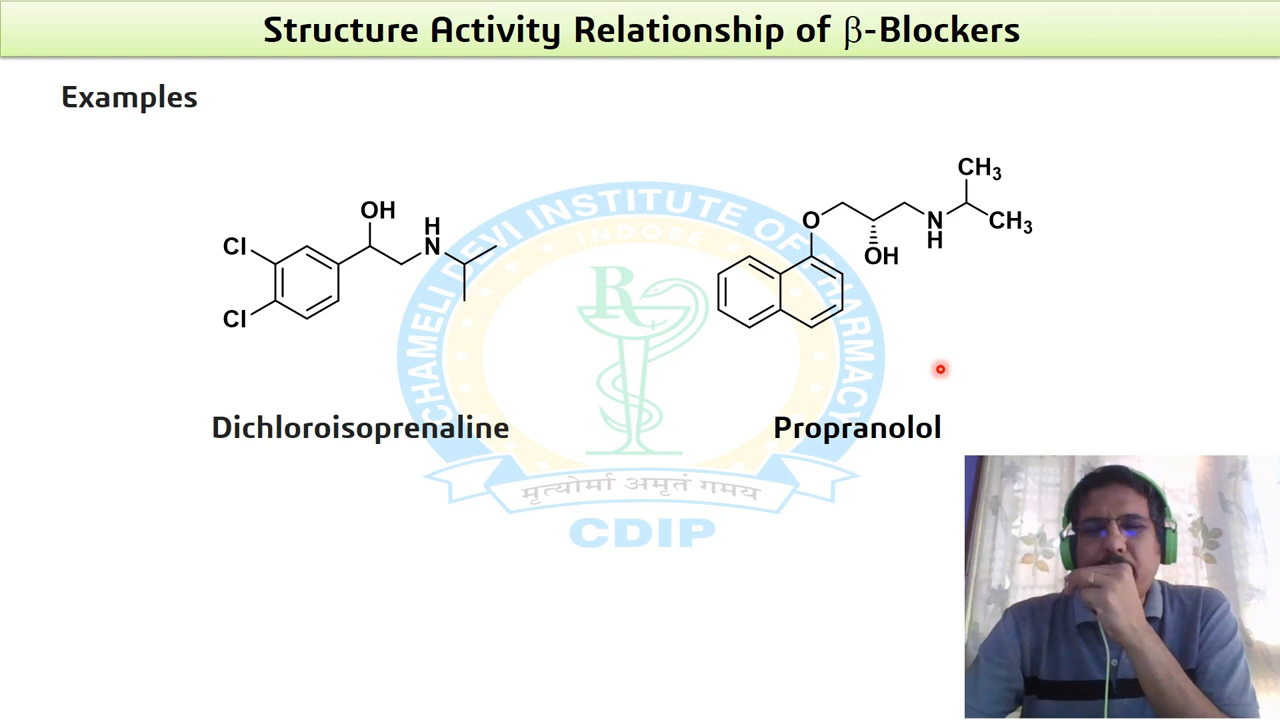 Structure Activity Relationship of β-Blockers
Examples
OH
H
N
Cl
Cl
CH₃
O
N
H
CH₃
OH
CHAMELI DEVI INSTITUTE OF PHARMACY
INDORE
R
Dichloroisoprenaline
Propranolol
मृत्योर्मा अमृतं गमय
CDIP